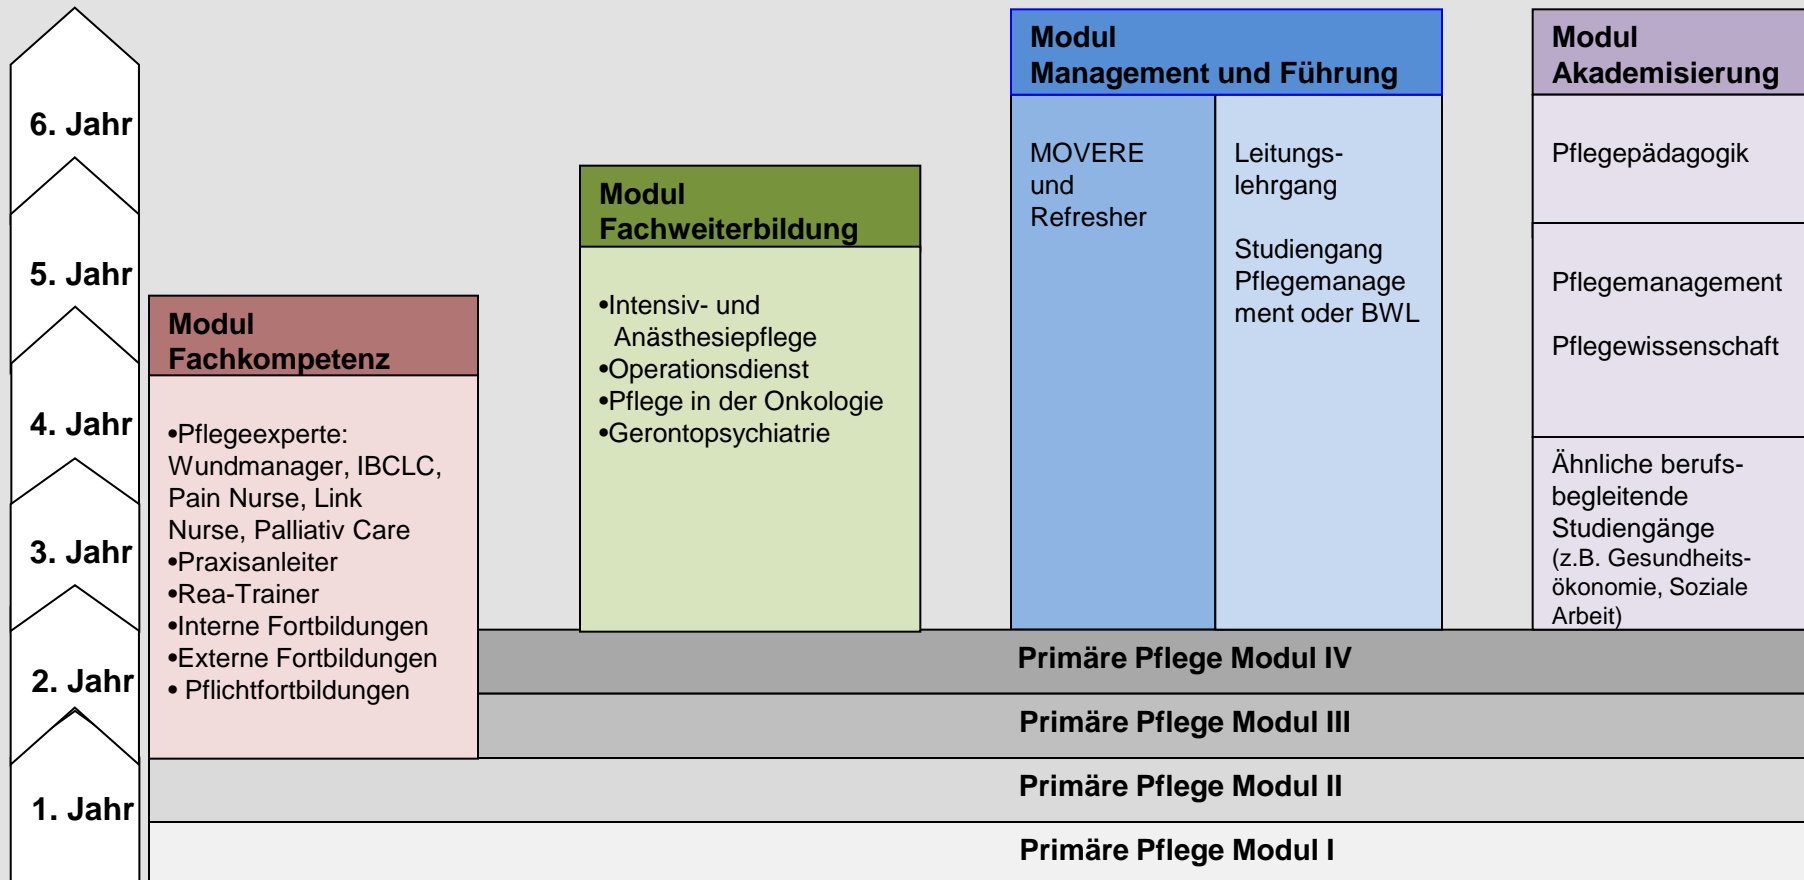 6. Jahr
5. Jahr
4. Jahr
3. Jahr
2. Jahr
1. Jahr
Modul
Fachkompetenz
•Pflegeexperte:
Wundmanager, IBCLC,
Pain Nurse, Link
Nurse, Palliativ Care
•Praxisanleiter
•Rea-Trainer
•Interne Fortbildungen
•Externe Fortbildungen
• Pflichtfortbildungen
Modul
Fachweiterbildung
•Intensiv- und
Anästhesiepflege
•Operationsdienst
•Pflege in der Onkologie
•Gerontopsychiatrie
Modul
Management und Führung
MOVERE
und
Refresher
Leitungs-
lehrgang
Studiengang
Pflegemanage
ment oder BWL
Modul
Akademisierung
Pflegepädagogik
Pflegemanagement
Pflegewissenschaft
Ähnliche berufs-
begleitende
Studiengänge
(z.B. Gesundheits-
ökonomie, Soziale
Arbeit)
Primäre Pflege Modul IV
Primäre Pflege Modul III
Primäre Pflege Modul II
Primäre Pflege Modul I